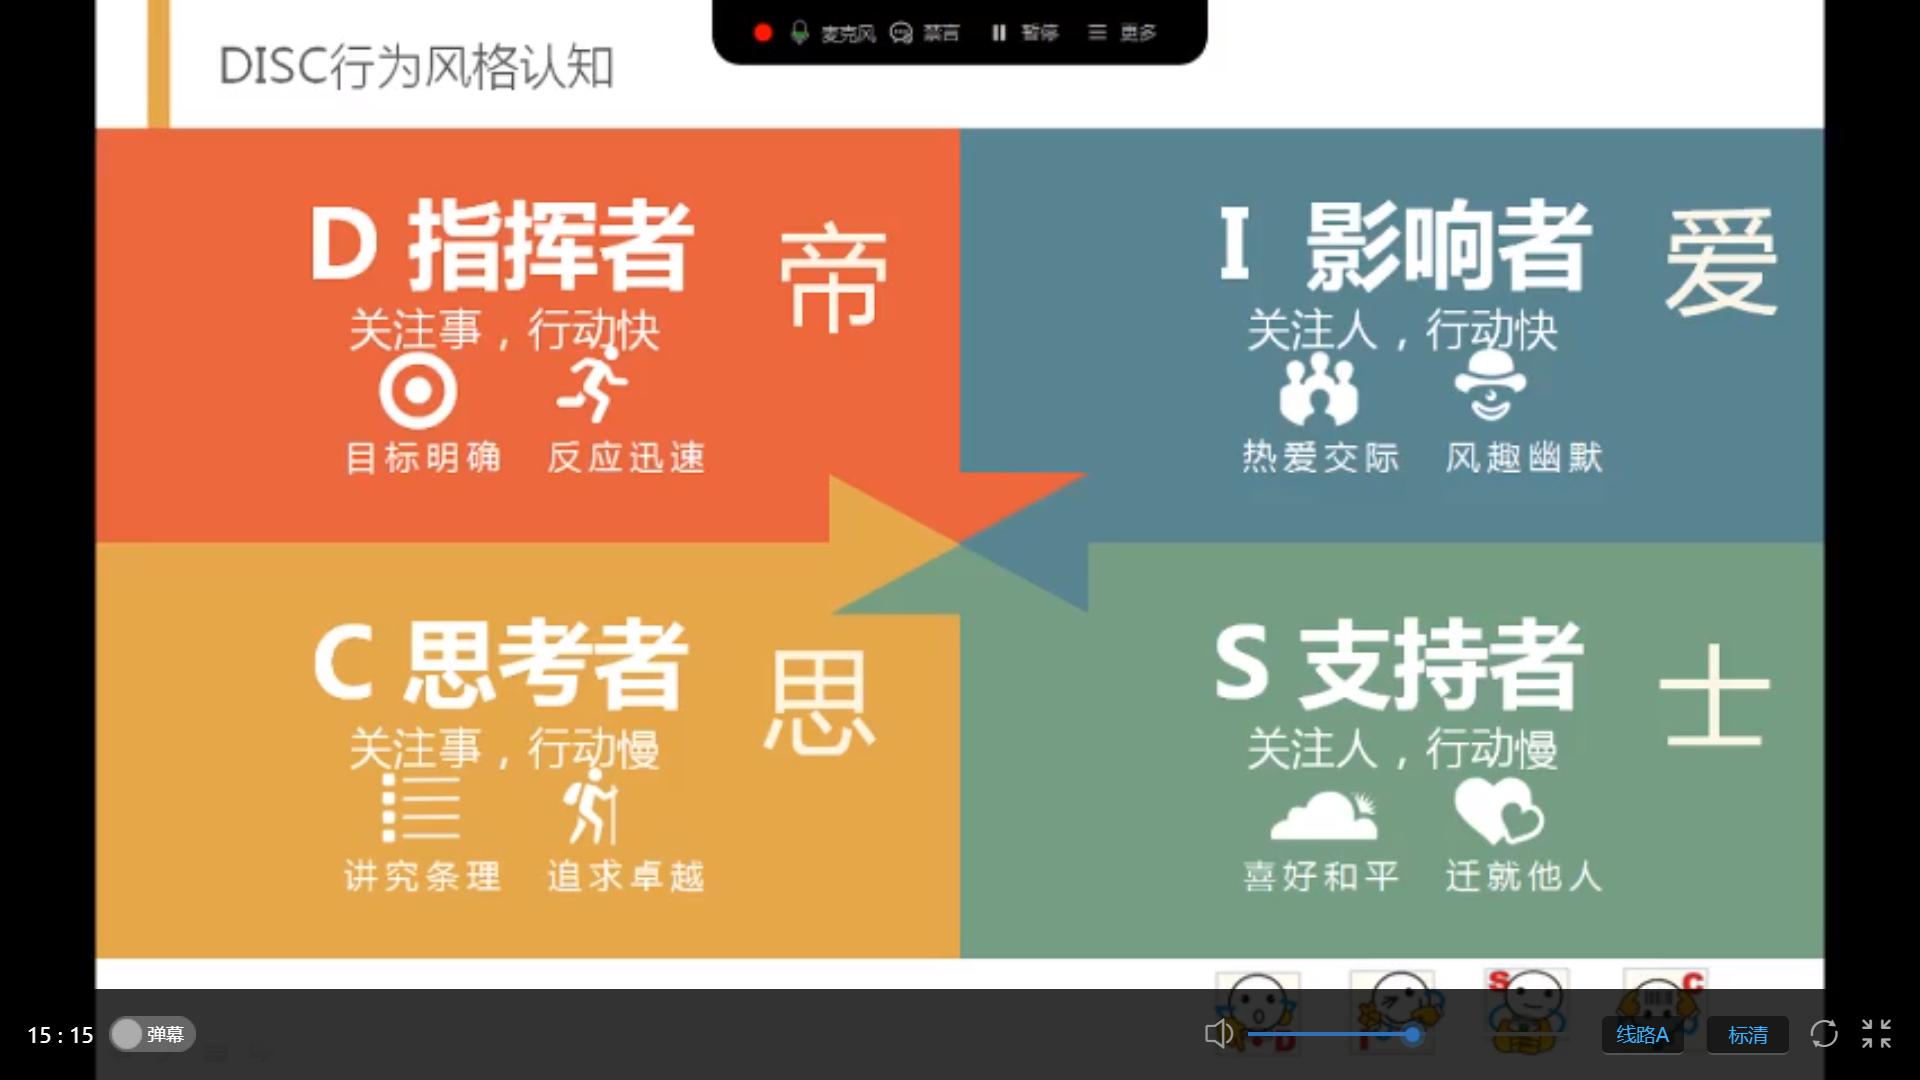 麦克风 禁言 暂停 更多
DISC行为风格认知
D 指挥者
帝
关注事，行动快
目标明确 反应迅速
I 影响者
爱
关注人，行动快
热爱交际 风趣幽默
C 思考者
思
关注事，行动慢
讲究条理 追求卓越
S 支持者
士
关注人，行动慢
喜好和平 迁就他人
D I S C
15:15 弹幕 线路A 标清